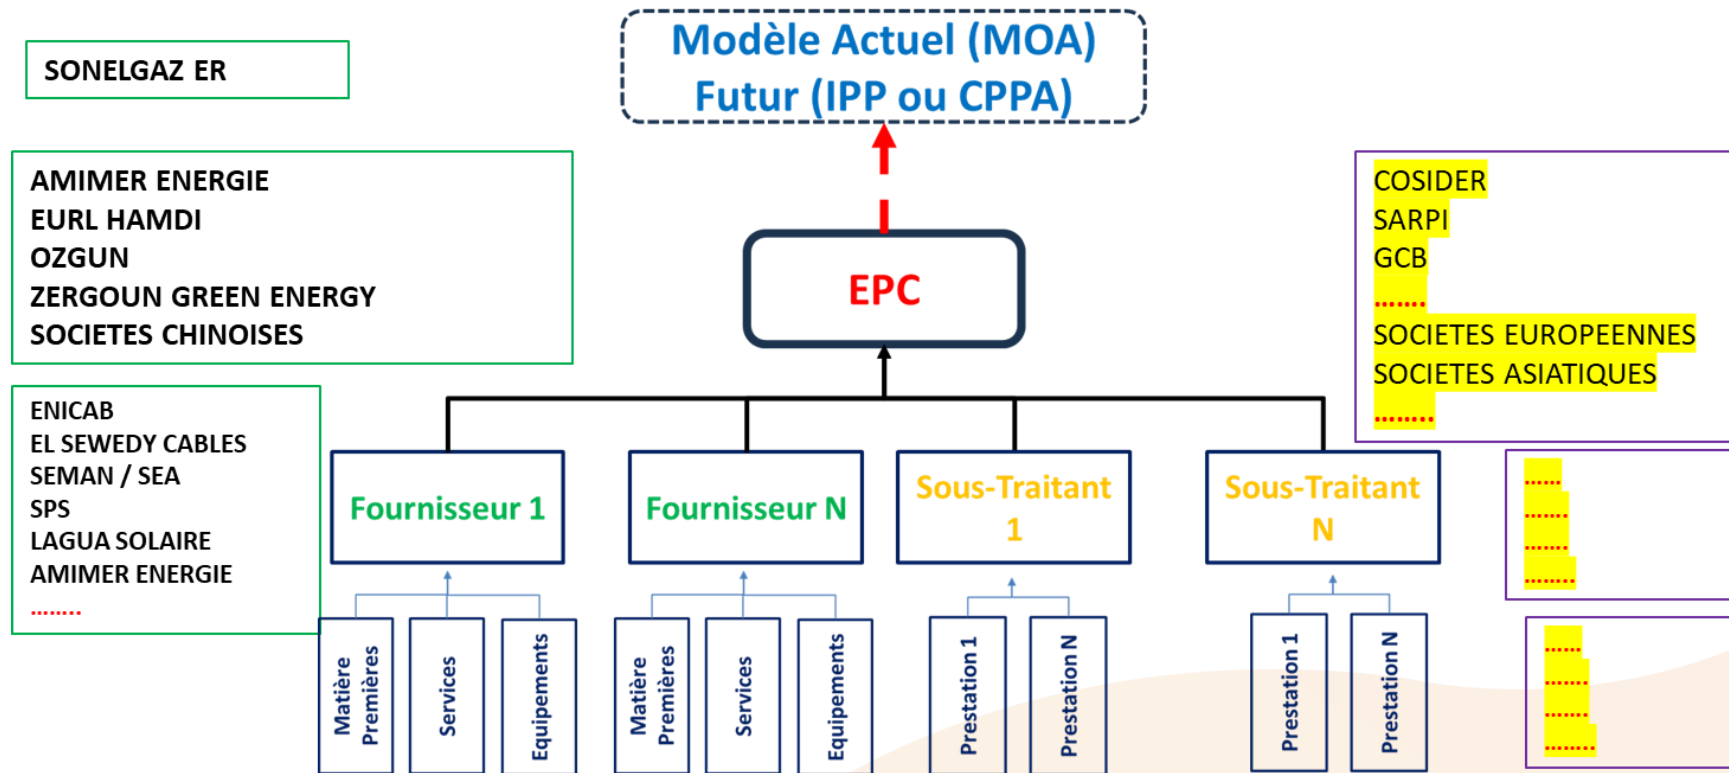 Modèle Actuel (MOA)
Futur (IPP ou CPPA)
SONELGAZ ER
AMIMER ENERGIE
EURL HAMDI
OZGUN
ZERGOUN GREEN ENERGY
SOCIETES CHINOISES
EPC
COSIDER
SARPI
GCB
.......
SOCIETES EUROPEENNES
SOCIETES ASIATIQUES
........
ENICAB
EL SEWEDY CABLES
SEMAN / SEA
SPS
LAGUA SOLAIRE
AMIMER ENERGIE
........
Fournisseur 1
Fournisseur N
Sous-Traitant
1
Sous-Traitant
N
......
.......
.......
........
Matière
Premières
Services
Equipements
Matière
Premières
Services
Equipements
Prestation 1
Prestation N
Prestation 1
Prestation N
......
.......
.......
........